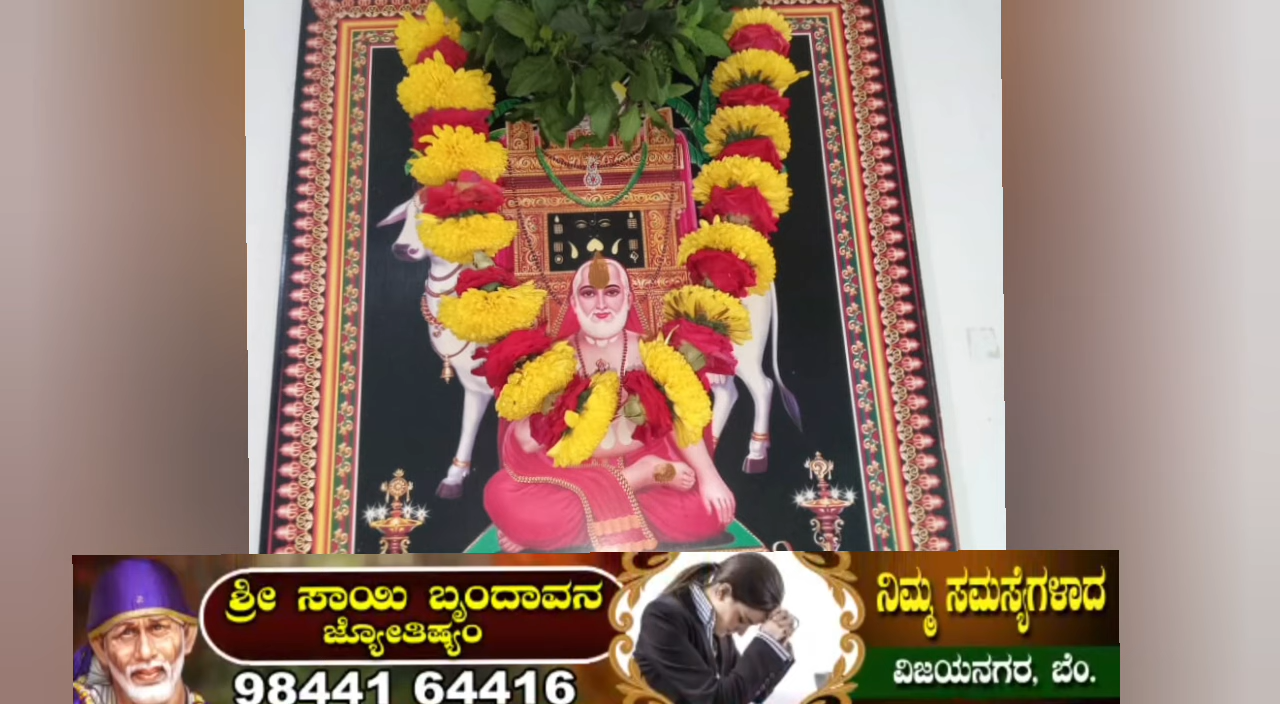 ಶ್ರೀ ಸಾಯಿ ಬೃಂದಾವನ
ಜ್ಯೋತಿಷ್ಯಂ
98441 64416
ನಿಮ್ಮ ಸಮಸ್ಯೆಗಳಾದ
ವಿಜಯನಗರ, ಬೆಂ.